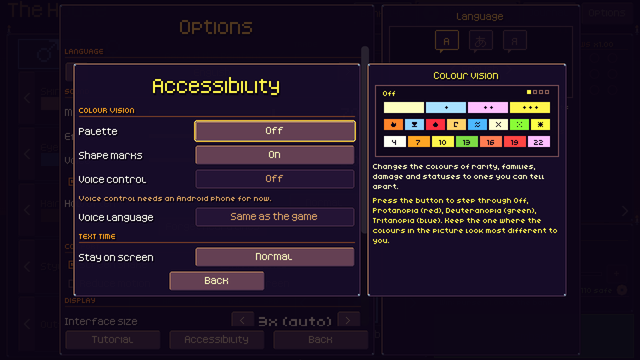 The H
Options
Language
LANGUAGE
Accessibility
COLOUR VISION
Palette
Off
Shape marks
On
Voice control
Off
Voice control needs an Android phone for now.
Voice language
Same as the game
TEXT TIME
Stay on screen
Normal
Back
DISPLAY
Interface size
3x (auto)
Tutorial
Accessibility
Back
Colour vision
Off
4 7 10 13 16 19 22
Changes the colours of rarity, families,
damage and statuses to ones you can tell
apart.
Press the button to step through Off,
Protanopia (red), Deuteranopia (green),
Tritanopia (blue). Keep the one where the
colours in the picture look most different to
you.